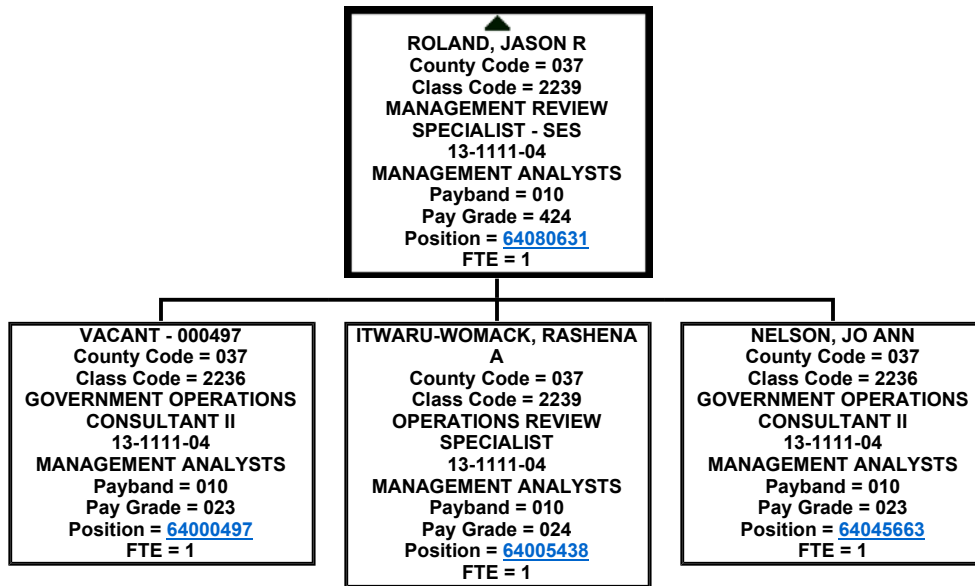 ROLAND, JASON R
County Code = 037
Class Code = 2239
MANAGEMENT REVIEW
SPECIALIST - SES
13-1111-04
MANAGEMENT ANALYSTS
Payband = 010
Pay Grade = 424
Position = 64080631
FTE = 1
VACANT - 000497
County Code = 037
Class Code = 2236
GOVERNMENT OPERATIONS
CONSULTANT II
13-1111-04
MANAGEMENT ANALYSTS
Payband = 010
Pay Grade = 023
Position = 64000497
FTE = 1
ITWARU-WOMACK, RASHENA
A
County Code = 037
Class Code = 2239
OPERATIONS REVIEW
SPECIALIST
13-1111-04
MANAGEMENT ANALYSTS
Payband = 010
Pay Grade = 024
Position = 64005438
FTE = 1
NELSON, JO ANN
County Code = 037
Class Code = 2236
GOVERNMENT OPERATIONS
CONSULTANT II
13-1111-04
MANAGEMENT ANALYSTS
Payband = 010
Pay Grade = 023
Position = 64045663
FTE = 1